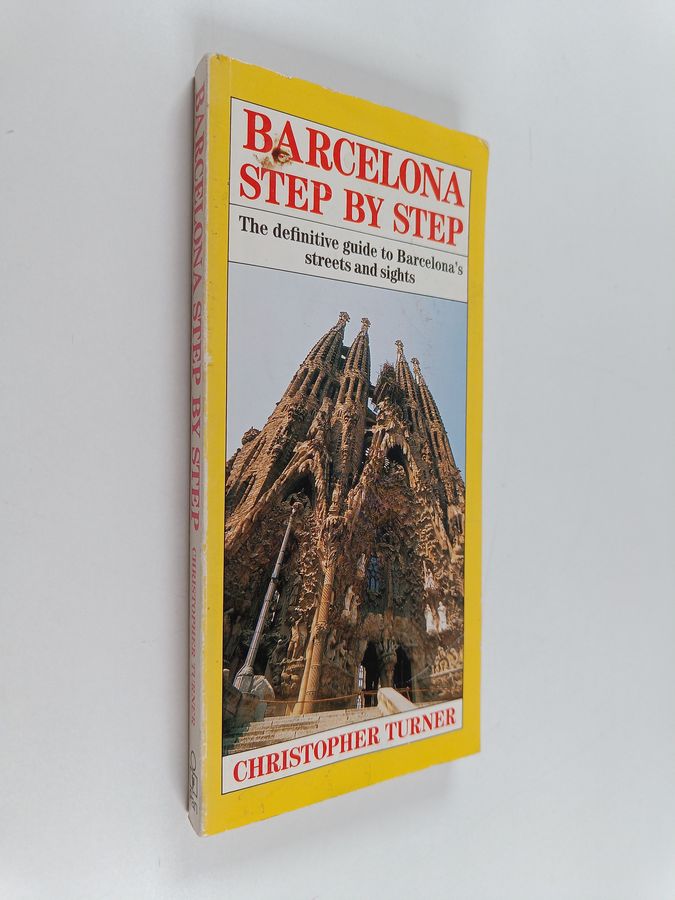 BARCELONA
STEP BY STEP
The definitive guide to Barcelona's
streets and sights
CHRISTOPHER TURNER
BARCELONA STEP BY STEP CHRISTOPHER TURNER